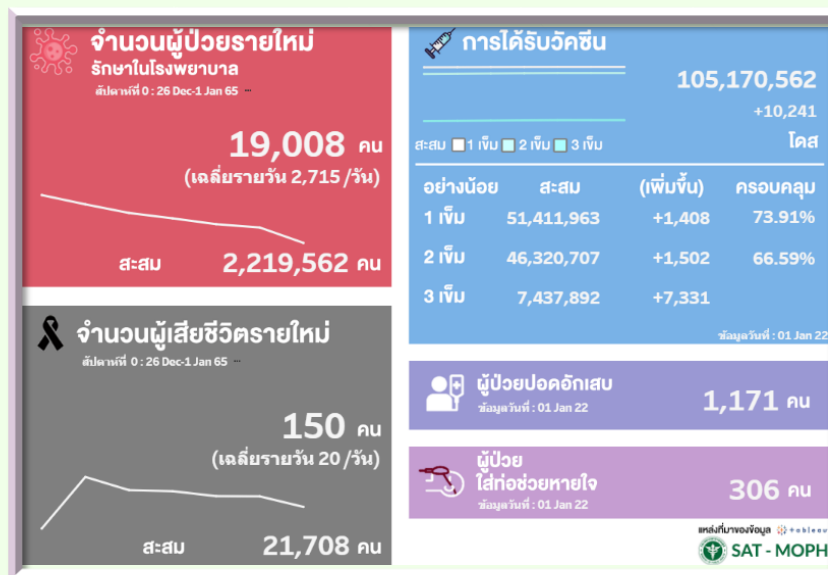 จำนวนผู้ป่วยรายใหม่
รักษาในโรงพยาบาล
สัปดาห์ที่ 0 : 26 Dec-1 Jan 65
19,008 คน
(เฉลี่ยรายวัน 2,715 /วัน)
สะสม 2,219,562 คน
จำนวนผู้เสียชีวิตรายใหม่
สัปดาห์ที่ 0 : 26 Dec-1 Jan 65
150 คน
(เฉลี่ยรายวัน 20 /วัน)
สะสม 21,708 คน
การได้รับวัคซีน
105,170,562
+10,241
โดส
สะสม 1 เข็ม 2 เข็ม 3 เข็ม
อย่างน้อย สะสม (เพิ่มขึ้น) ครอบคลุม
1 เข็ม 51,411,963 +1,408 73.91%
2 เข็ม 46,320,707 +1,502 66.59%
3 เข็ม 7,437,892 +7,331
ข้อมูลวันที่ : 01 Jan 22
ผู้ป่วยปอดอักเสบ
ข้อมูลวันที่ : 01 Jan 22
1,171 คน
ผู้ป่วย
ใส่ท่อช่วยหายใจ
ข้อมูลวันที่ : 01 Jan 22
306 คน
แหล่งที่มาของข้อมูล +ableau
SAT - MOPH